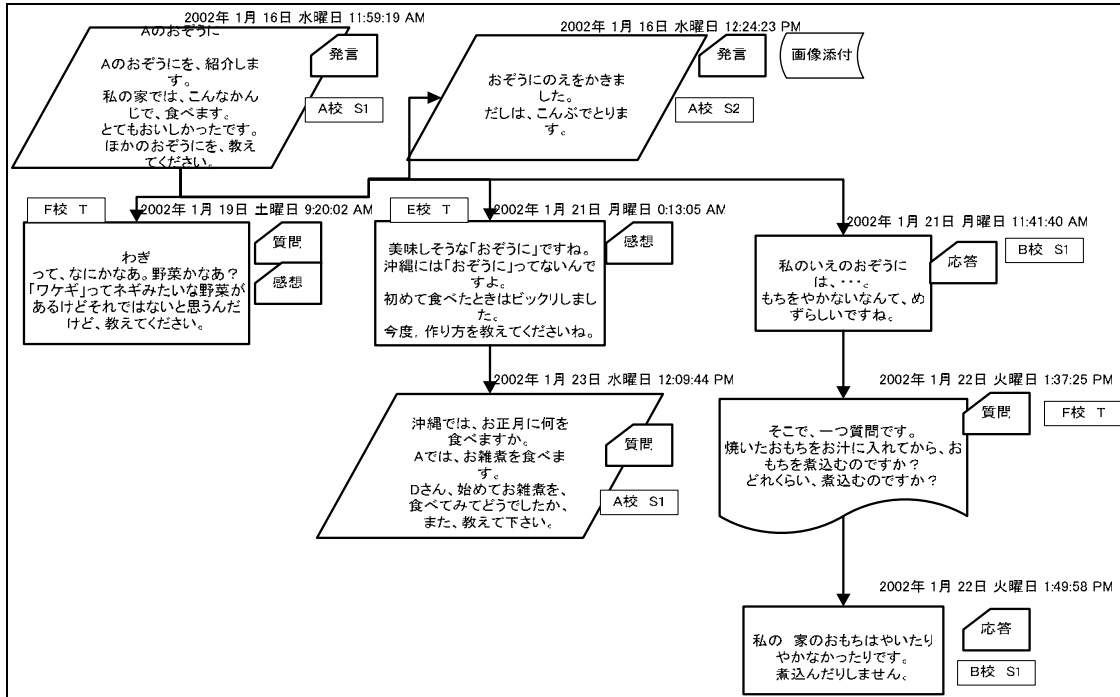 2002年 1月 16日 水曜日 11:59:19 AM
Aのおぞうに
Aのおぞうにを、紹介しま
す。
私の家では、こんなかん
じで、食べます。
とてもおいしかったです。
ほかのおぞうにを、教え
てください。
発言
A校 S1
2002年 1月 16日 水曜日 12:24:23 PM
おぞうにのえをかきま
した。
だしは、こんぶでとりま
す。
発言
画像添付
A校 S2
F校 T
2002年 1月 19日 土曜日 9:20:02 AM
わぎ
って、なにかなあ。野菜かなあ?
「ワケギ」ってネギみたいな野菜が
あるけどそれではないと思うんだ
けど、教えてください。
質問
感想
E校 T
2002年 1月 21日 月曜日 0:13:05 AM
美味しそうな「おぞうに」ですね。
沖縄には「おぞうに」ってないんで
すよ。
初めて食べたときはビックリしまし
た。
今度, 作り方を教えてくださいね。
感想
2002年 1月 21日 月曜日 11:41:40 AM
私のいえのおぞうに
は、・・・。
もちをやかないなんて、め
ずらしいですね。
応答
B校 S1
2002年 1月 23日 水曜日 12:09:44 PM
沖縄では、お正月に何を
食べますか。
Aでは、お雑煮を食べま
す。
Dさん、始めてお雑煮を、
食べてみてどうでしたか、
また、教えて下さい。
質問
A校 S1
2002年 1月 22日 火曜日 1:37:25 PM
そこで、一つ質問です。
焼いたおもちをお汁に入れてから、お
もちを煮込むのですか?
どれくらい、煮込むのですか?
質問
F校 T
2002年 1月 22日 火曜日 1:49:58 PM
私の 家のおもちはやいたり
やかなかったりです。
煮込んだりしません。
応答
B校 S1